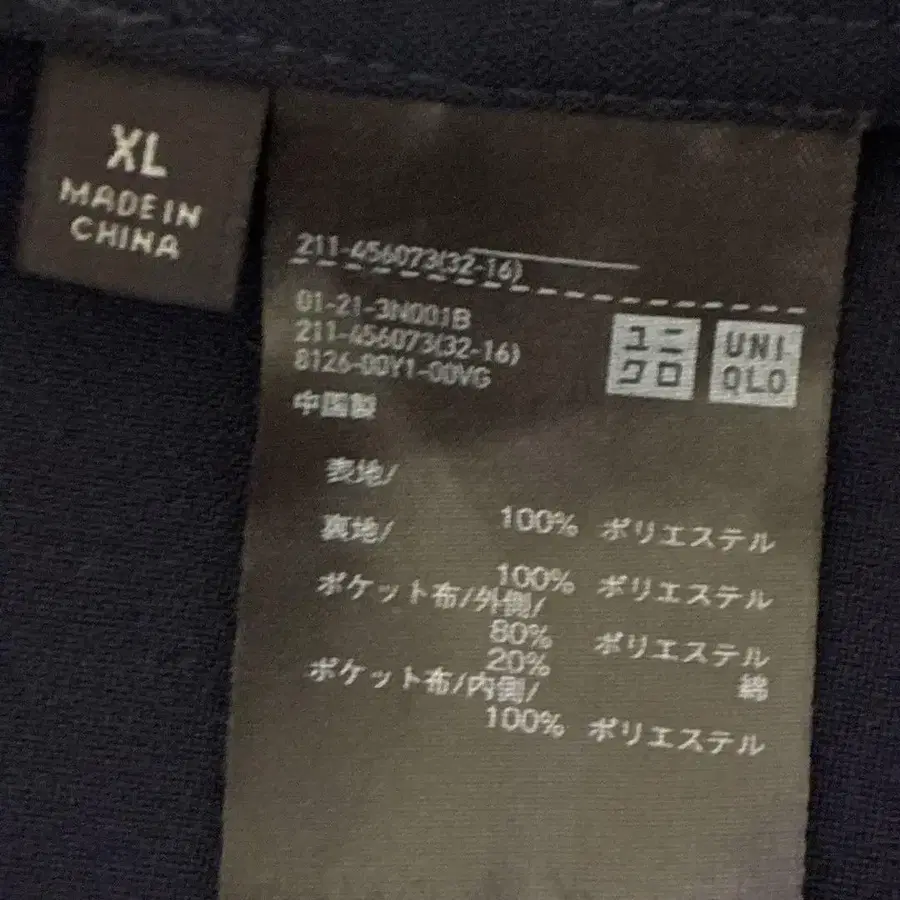 XL
MADE IN
CHINA
211-456073(32-16)
01-21-3N001B
211-456073(32-16)
8126-00Y1-00VG
ユニ
クロ
UNI
QLO
中国製
表地/
100% ポリエステル
裏地/
100% ポリエステル
ポケット布/外側/
80% ポリエステル
20% 綿
ポケット布/内側/
100% ポリエステル